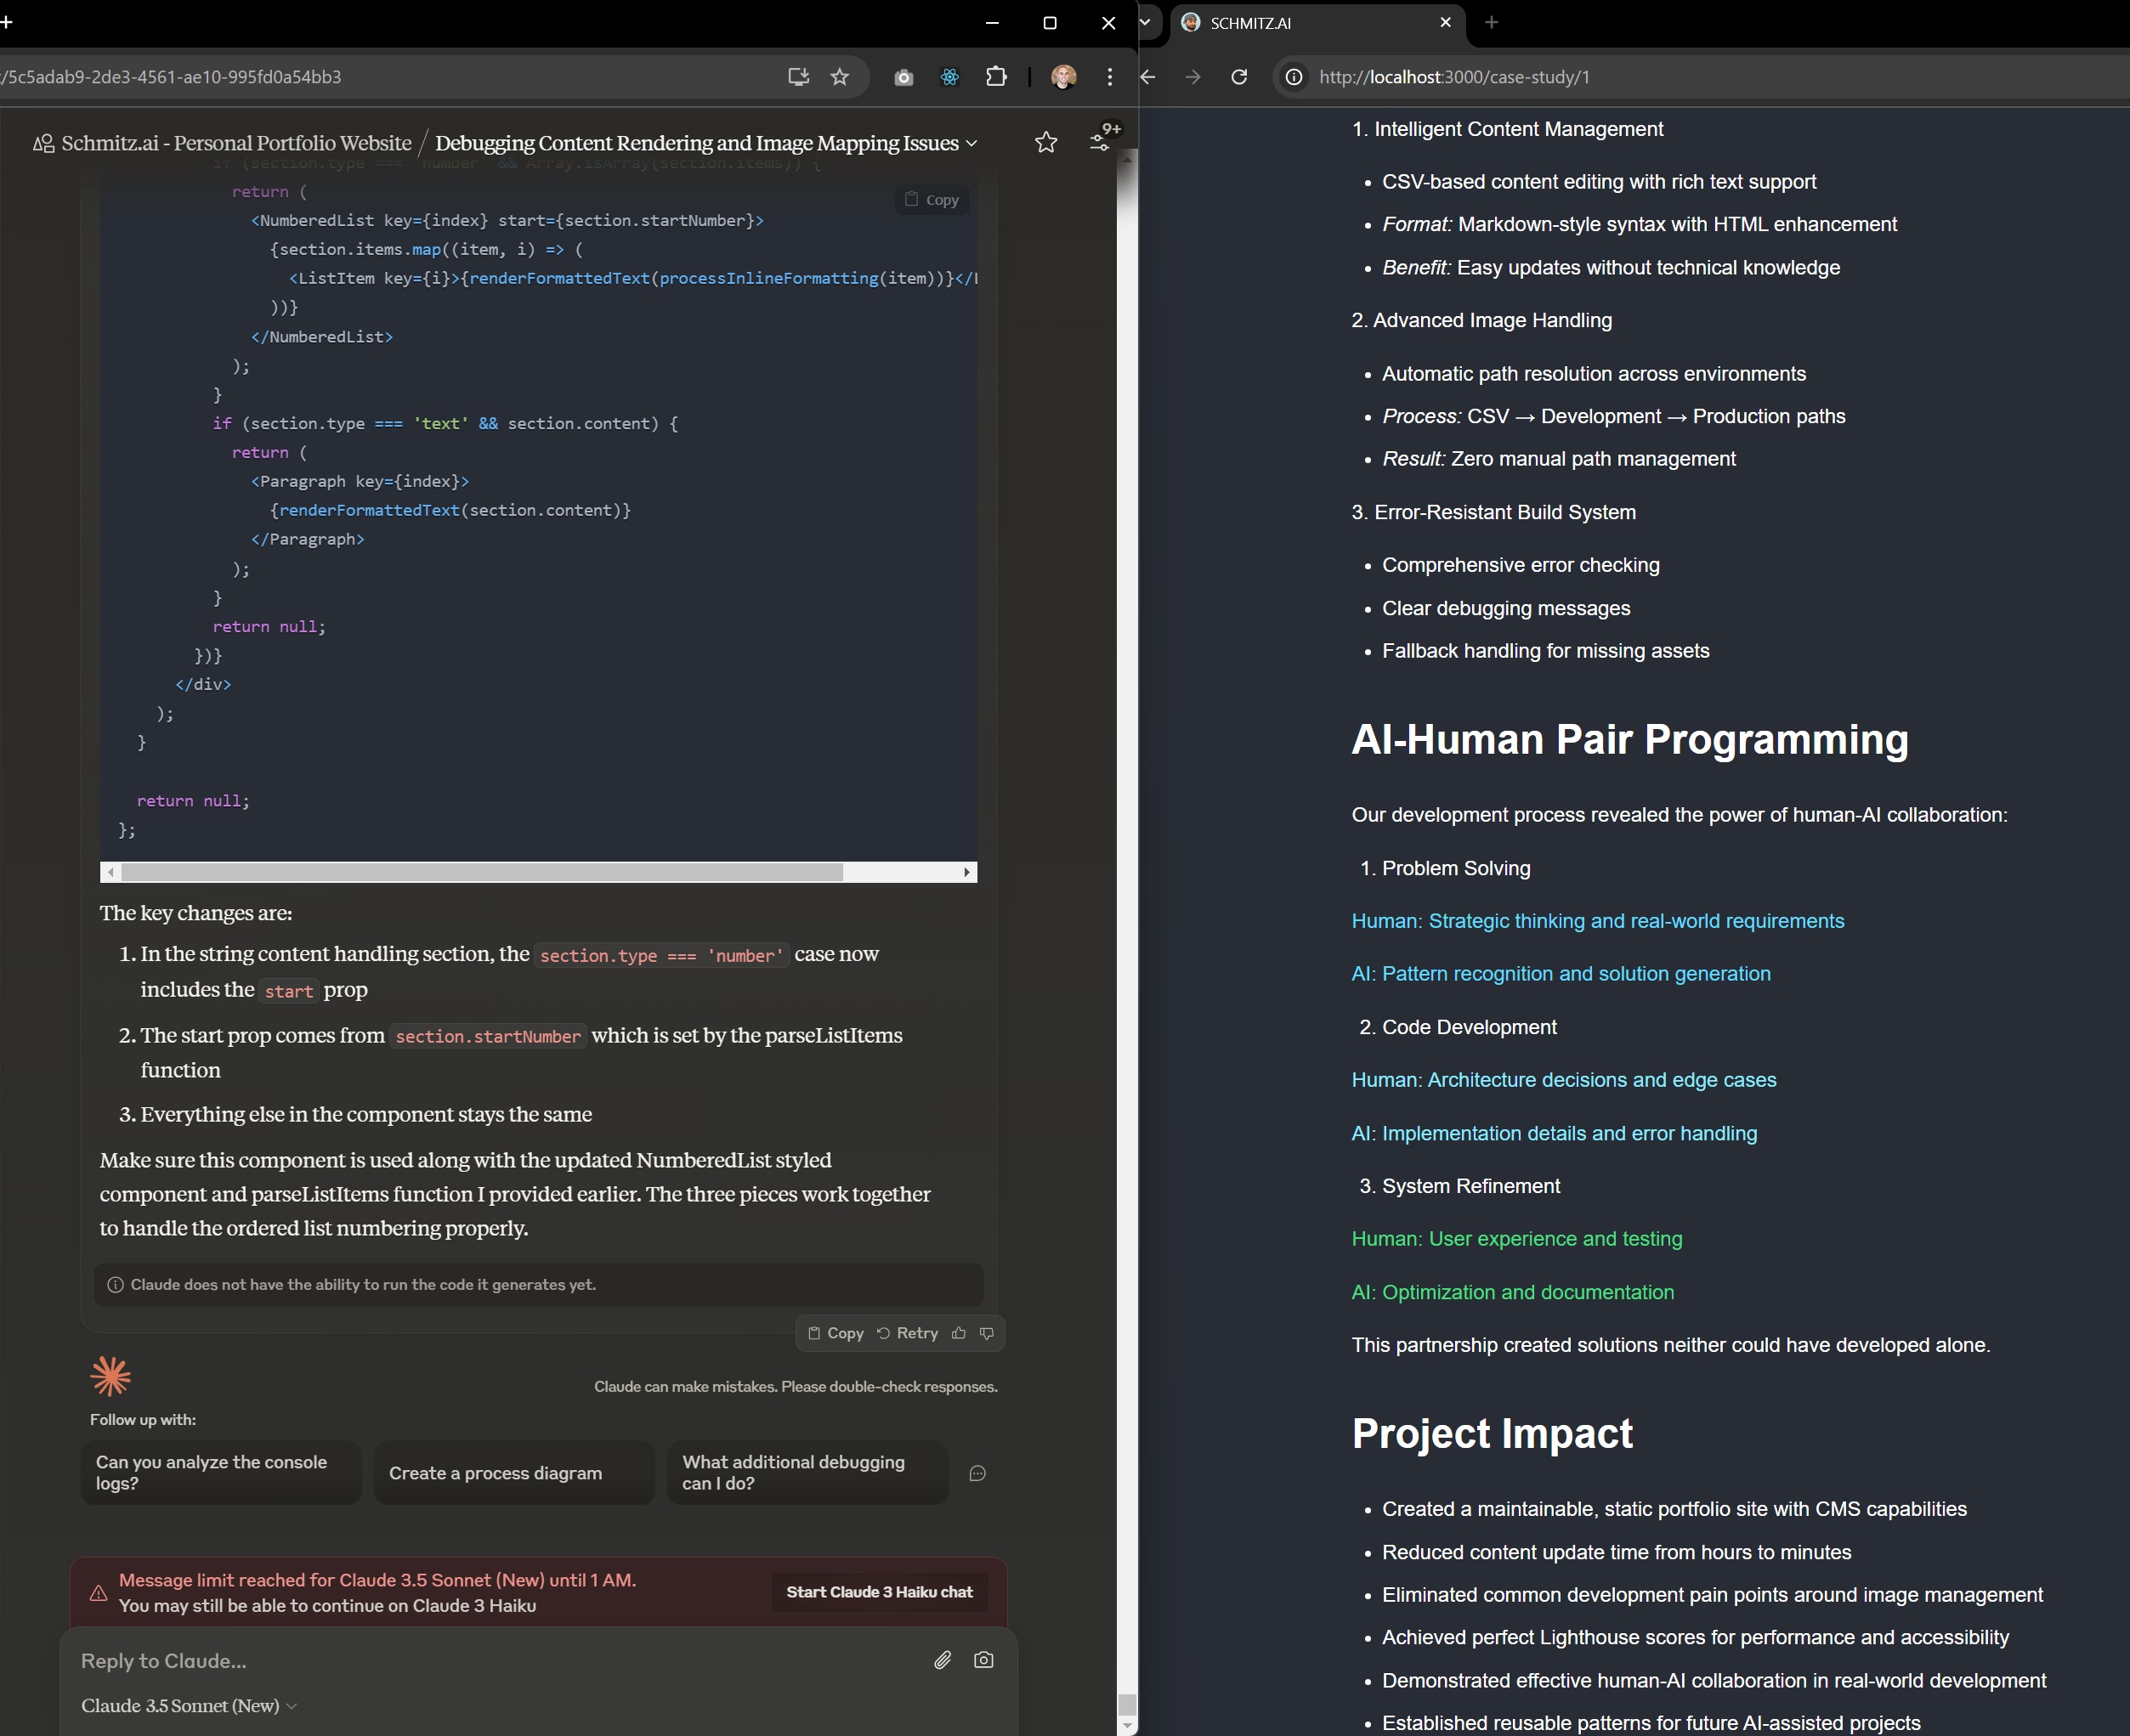 /5c5adab9-2de3-4561-ae10-995fd0a54bb3
Schmitz.ai - Personal Portfolio Website / Debugging Content Rendering and Image Mapping Issues
9+
if (section.type === 'number' && Array.isArray(section.items)) {
Copy
return (
<NumberedList key={index} start={section.startNumber}>
{section.items.map((item, i) => (
<ListItem key={i}>{renderFormattedText(processInlineFormatting(item))}</
))}
</NumberedList>
);
}
if (section.type === 'text' && section.content) {
return (
<Paragraph key={index}>
{renderFormattedText(section.content)}
</Paragraph>
);
}
return null;
})}
</div>
);
}
return null;
};
The key changes are:
1. In the string content handling section, the section.type === 'number' case now
includes the start prop
2. The start prop comes from section.startNumber which is set by the parseListItems
function
3. Everything else in the component stays the same
Make sure this component is used along with the updated NumberedList styled
component and parseListItems function I provided earlier. The three pieces work together
to handle the ordered list numbering properly.
Claude does not have the ability to run the code it generates yet.
Copy Retry
Claude can make mistakes. Please double-check responses.
Follow up with:
Can you analyze the console
logs?
Create a process diagram
What additional debugging
can I do?
Message limit reached for Claude 3.5 Sonnet (New) until 1 AM.
You may still be able to continue on Claude 3 Haiku
Start Claude 3 Haiku chat
Reply to Claude...
Claude 3.5 Sonnet (New)
SCHMITZ.AI
http://localhost:3000/case-study/1
1. Intelligent Content Management
• CSV-based content editing with rich text support
• Format: Markdown-style syntax with HTML enhancement
• Benefit: Easy updates without technical knowledge
2. Advanced Image Handling
• Automatic path resolution across environments
• Process: CSV → Development → Production paths
• Result: Zero manual path management
3. Error-Resistant Build System
• Comprehensive error checking
• Clear debugging messages
• Fallback handling for missing assets
AI-Human Pair Programming
Our development process revealed the power of human-AI collaboration:
1. Problem Solving
Human: Strategic thinking and real-world requirements
AI: Pattern recognition and solution generation
2. Code Development
Human: Architecture decisions and edge cases
AI: Implementation details and error handling
3. System Refinement
Human: User experience and testing
AI: Optimization and documentation
This partnership created solutions neither could have developed alone.
Project Impact
• Created a maintainable, static portfolio site with CMS capabilities
• Reduced content update time from hours to minutes
• Eliminated common development pain points around image management
• Achieved perfect Lighthouse scores for performance and accessibility
• Demonstrated effective human-AI collaboration in real-world development
• Established reusable patterns for future AI-assisted projects